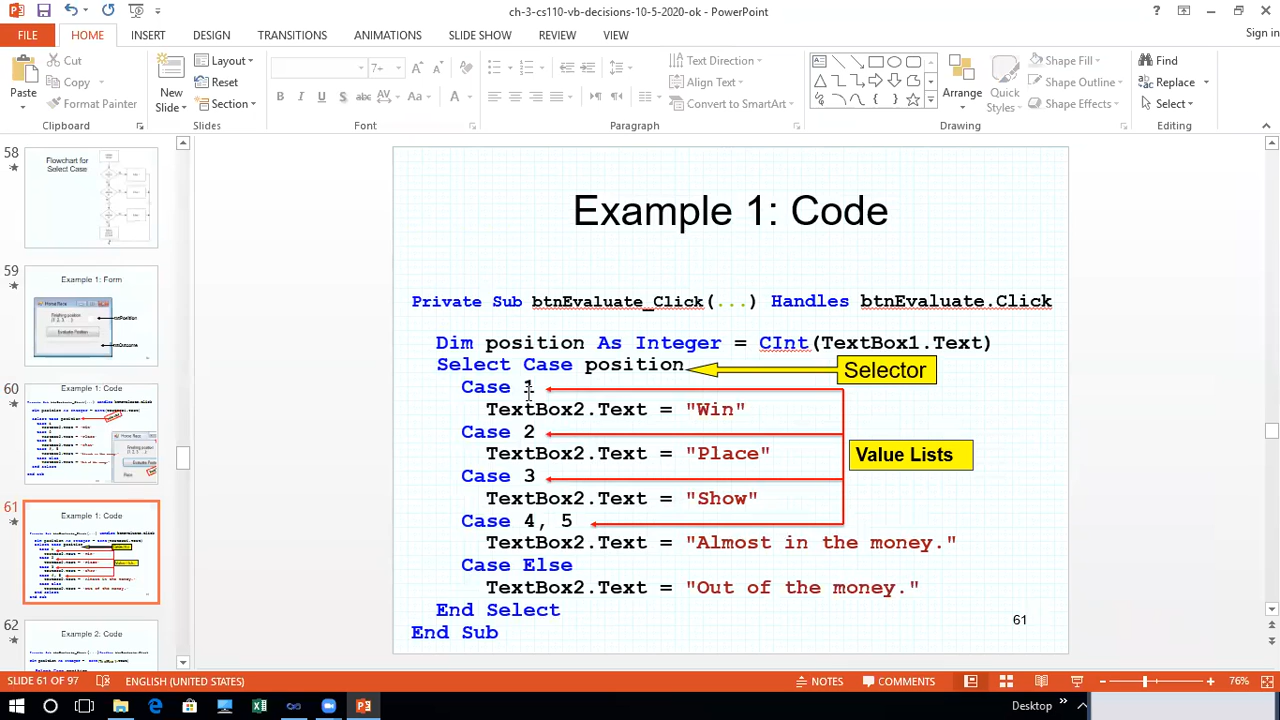 ch-3-cs110-vb-decisions-10-5-2020-ok - PowerPoint
FILE HOME INSERT DESIGN TRANSITIONS ANIMATIONS SLIDE SHOW REVIEW VIEW Sign in
Paste
Cut
Copy
Format Painter
Clipboard
New Slide
Layout
Reset
Section
Slides
7+
Font
Paragraph
Text Direction
Align Text
Convert to SmartArt
Arrange
Quick Styles
Shape Fill
Shape Outline
Shape Effects
Drawing
Find
Replace
Select
Editing
58
Flowchart for
Select Case
59
Example 1: Form
60
Example 1: Code
61
Example 1: Code
62
Example 2: Code
Example 1: Code
Private Sub btnEvaluate_Click(...) Handles btnEvaluate.Click
Dim position As Integer = CInt(TextBox1.Text)
Select Case position
Selector
Case 1
TextBox2.Text = "Win"
Case 2
TextBox2.Text = "Place"
Value Lists
Case 3
TextBox2.Text = "Show"
Case 4, 5
TextBox2.Text = "Almost in the money."
Case Else
TextBox2.Text = "Out of the money."
End Select
End Sub
61
SLIDE 61 OF 97 ENGLISH (UNITED STATES) NOTES COMMENTS 76%
Desktop